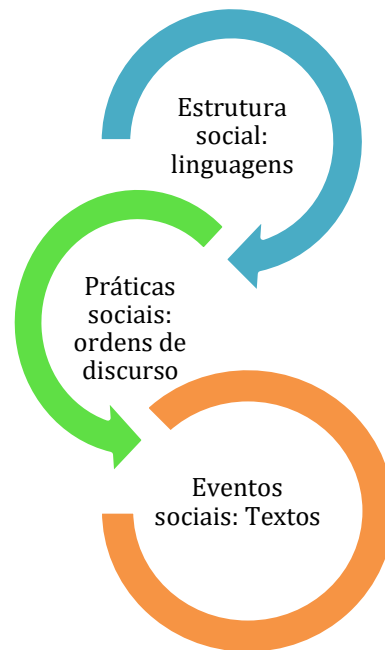 Estrutura
social:
linguagens
Práticas
sociais:
ordens de
discurso
Eventos
sociais: Textos